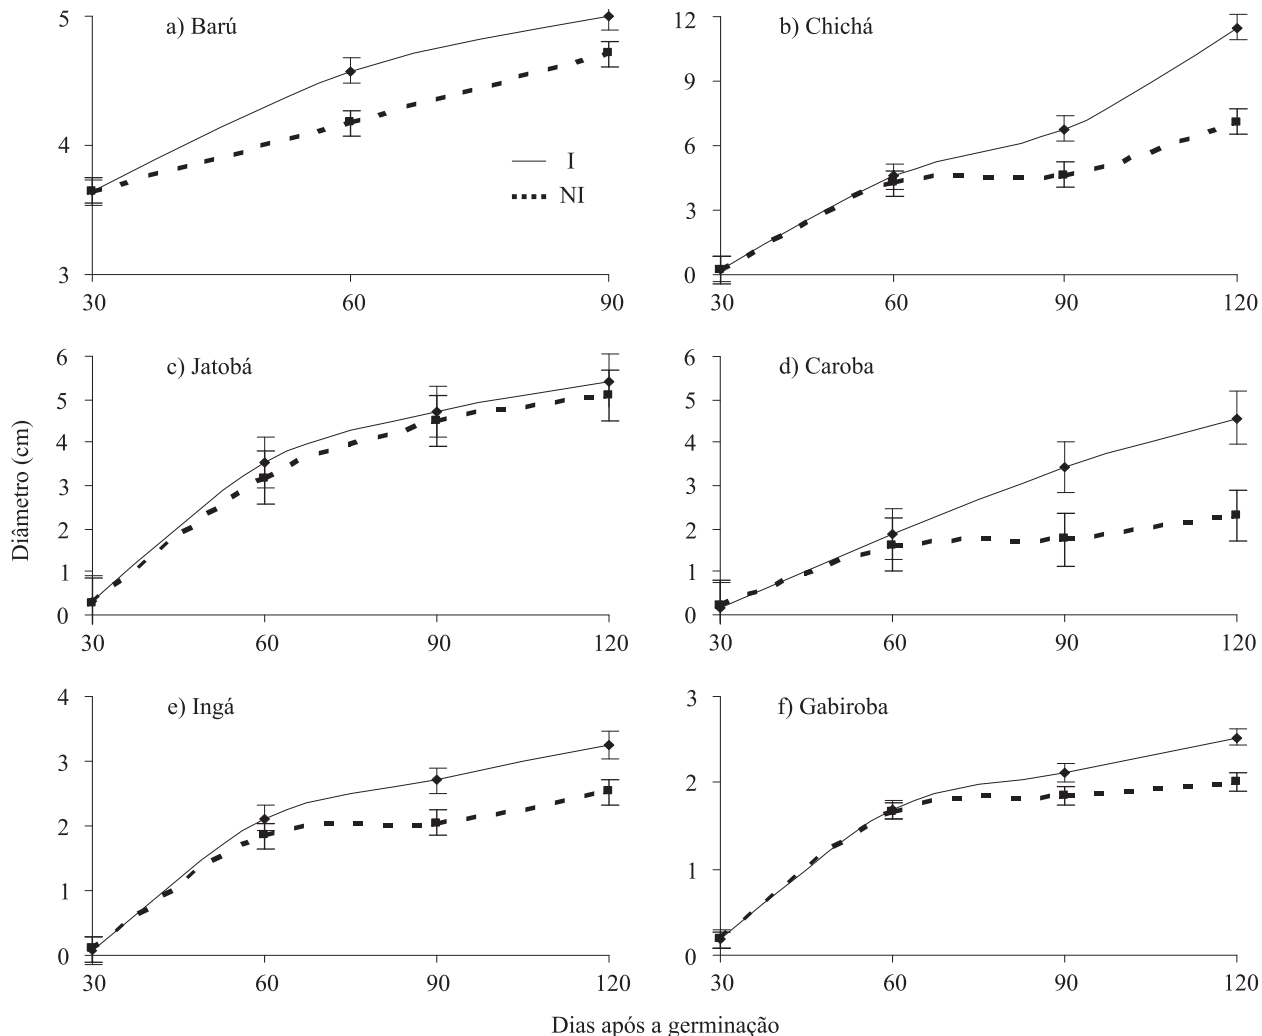 a) Barú
5
4
3
30 60 90
I
NI
b) Chichá
12
9
6
3
0
30 60 90 120
c) Jatobá
6
5
4
3
2
1
0
30 60 90 120
d) Caroba
6
5
4
3
2
1
0
30 60 90 120
e) Ingá
4
3
2
1
0
30 60 90 120
f) Gabiroba
3
2
1
0
30 60 90 120
Diâmetro (cm)
Dias após a germinação